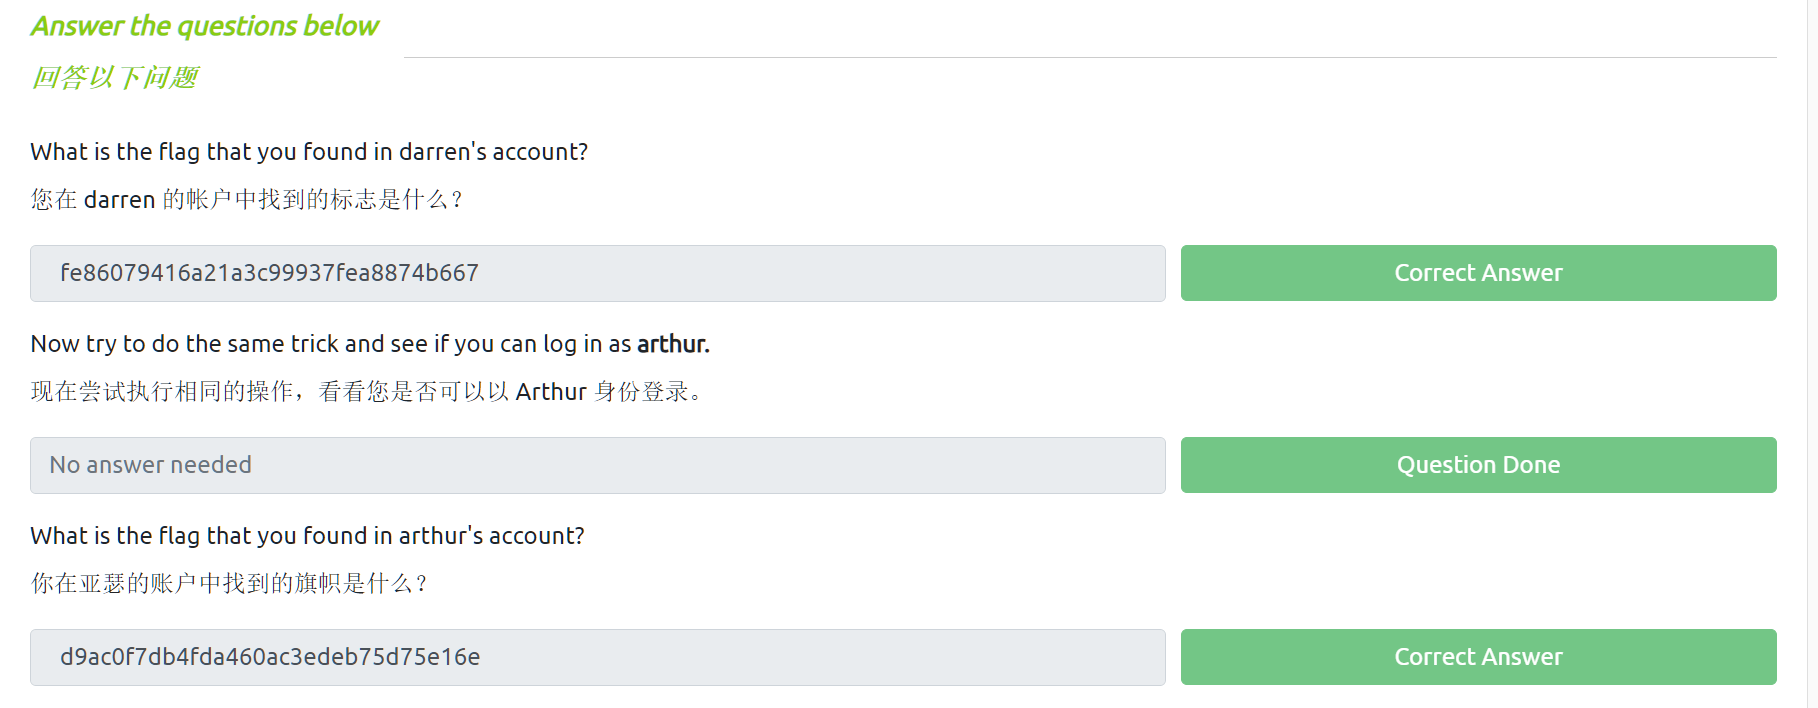 Answer the questions below
回答以下问题
What is the flag that you found in darren's account?
您在 darren 的帐户中找到的标志是什么？
fe86079416a21a3c99937fea8874b667
Correct Answer
Now try to do the same trick and see if you can log in as arthur.
现在尝试执行相同的操作，看看您是否可以以 Arthur 身份登录。
No answer needed
Question Done
What is the flag that you found in arthur's account?
你在亚瑟的账户中找到的旗帜是什么？
d9ac0f7db4fda460ac3edeb75d75e16e
Correct Answer